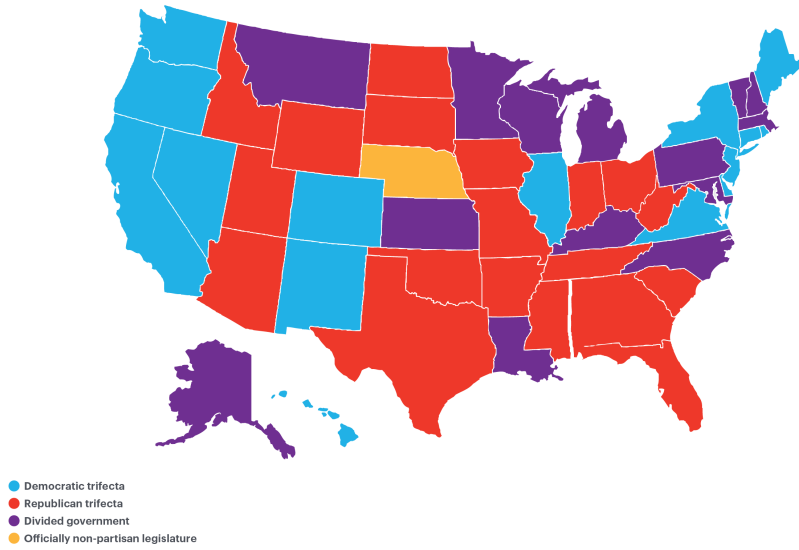 Democratic trifecta
Republican trifecta
Divided government
Officially non-partisan legislature